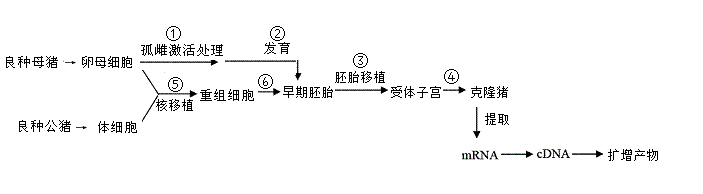 ① ② ③
孤雌激活处理 发育
良种母猪 → 卵母细胞
胚胎移植 ④
⑤ ⑥
核移植 重组细胞 → 早期胚胎 → 受体子宫 → 克隆猪
良种公猪 → 体细胞
提取
mRNA → cDNA → 扩增产物